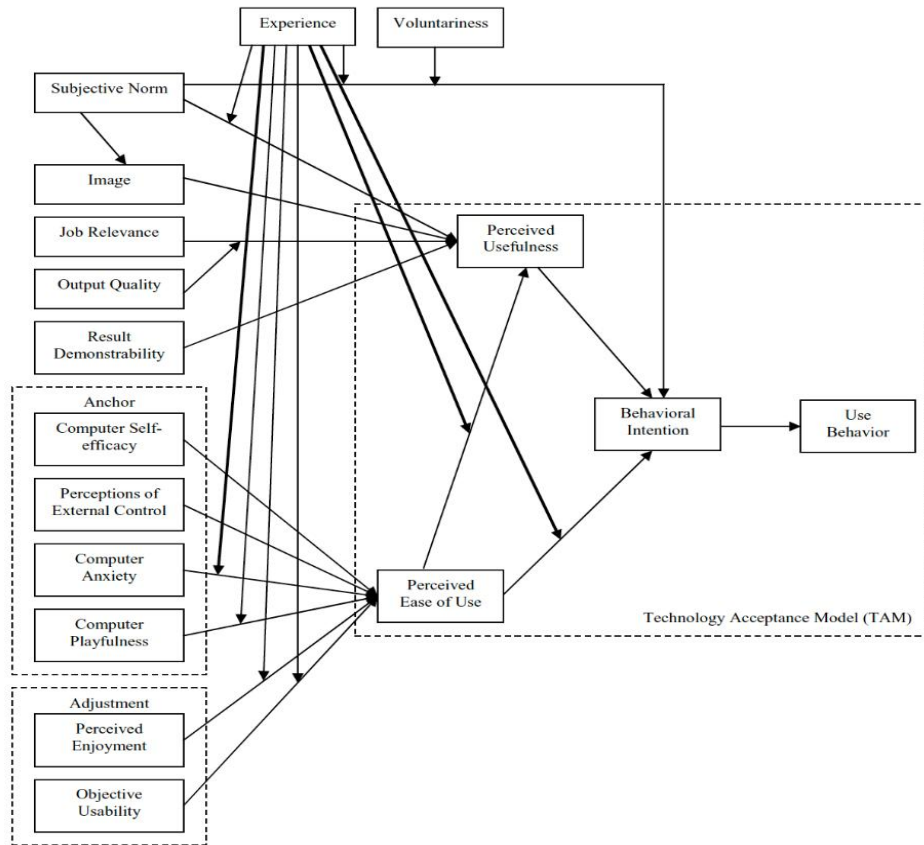 Experience
Voluntariness
Subjective Norm
Image
Job Relevance
Output Quality
Result
Demonstrability
Perceived
Usefulness
Anchor
Computer Self-
efficacy
Perceptions of
External Control
Computer
Anxiety
Computer
Playfulness
Behavioral
Intention
Use
Behavior
Perceived
Ease of Use
Technology Acceptance Model (TAM)
Adjustment
Perceived
Enjoyment
Objective
Usability